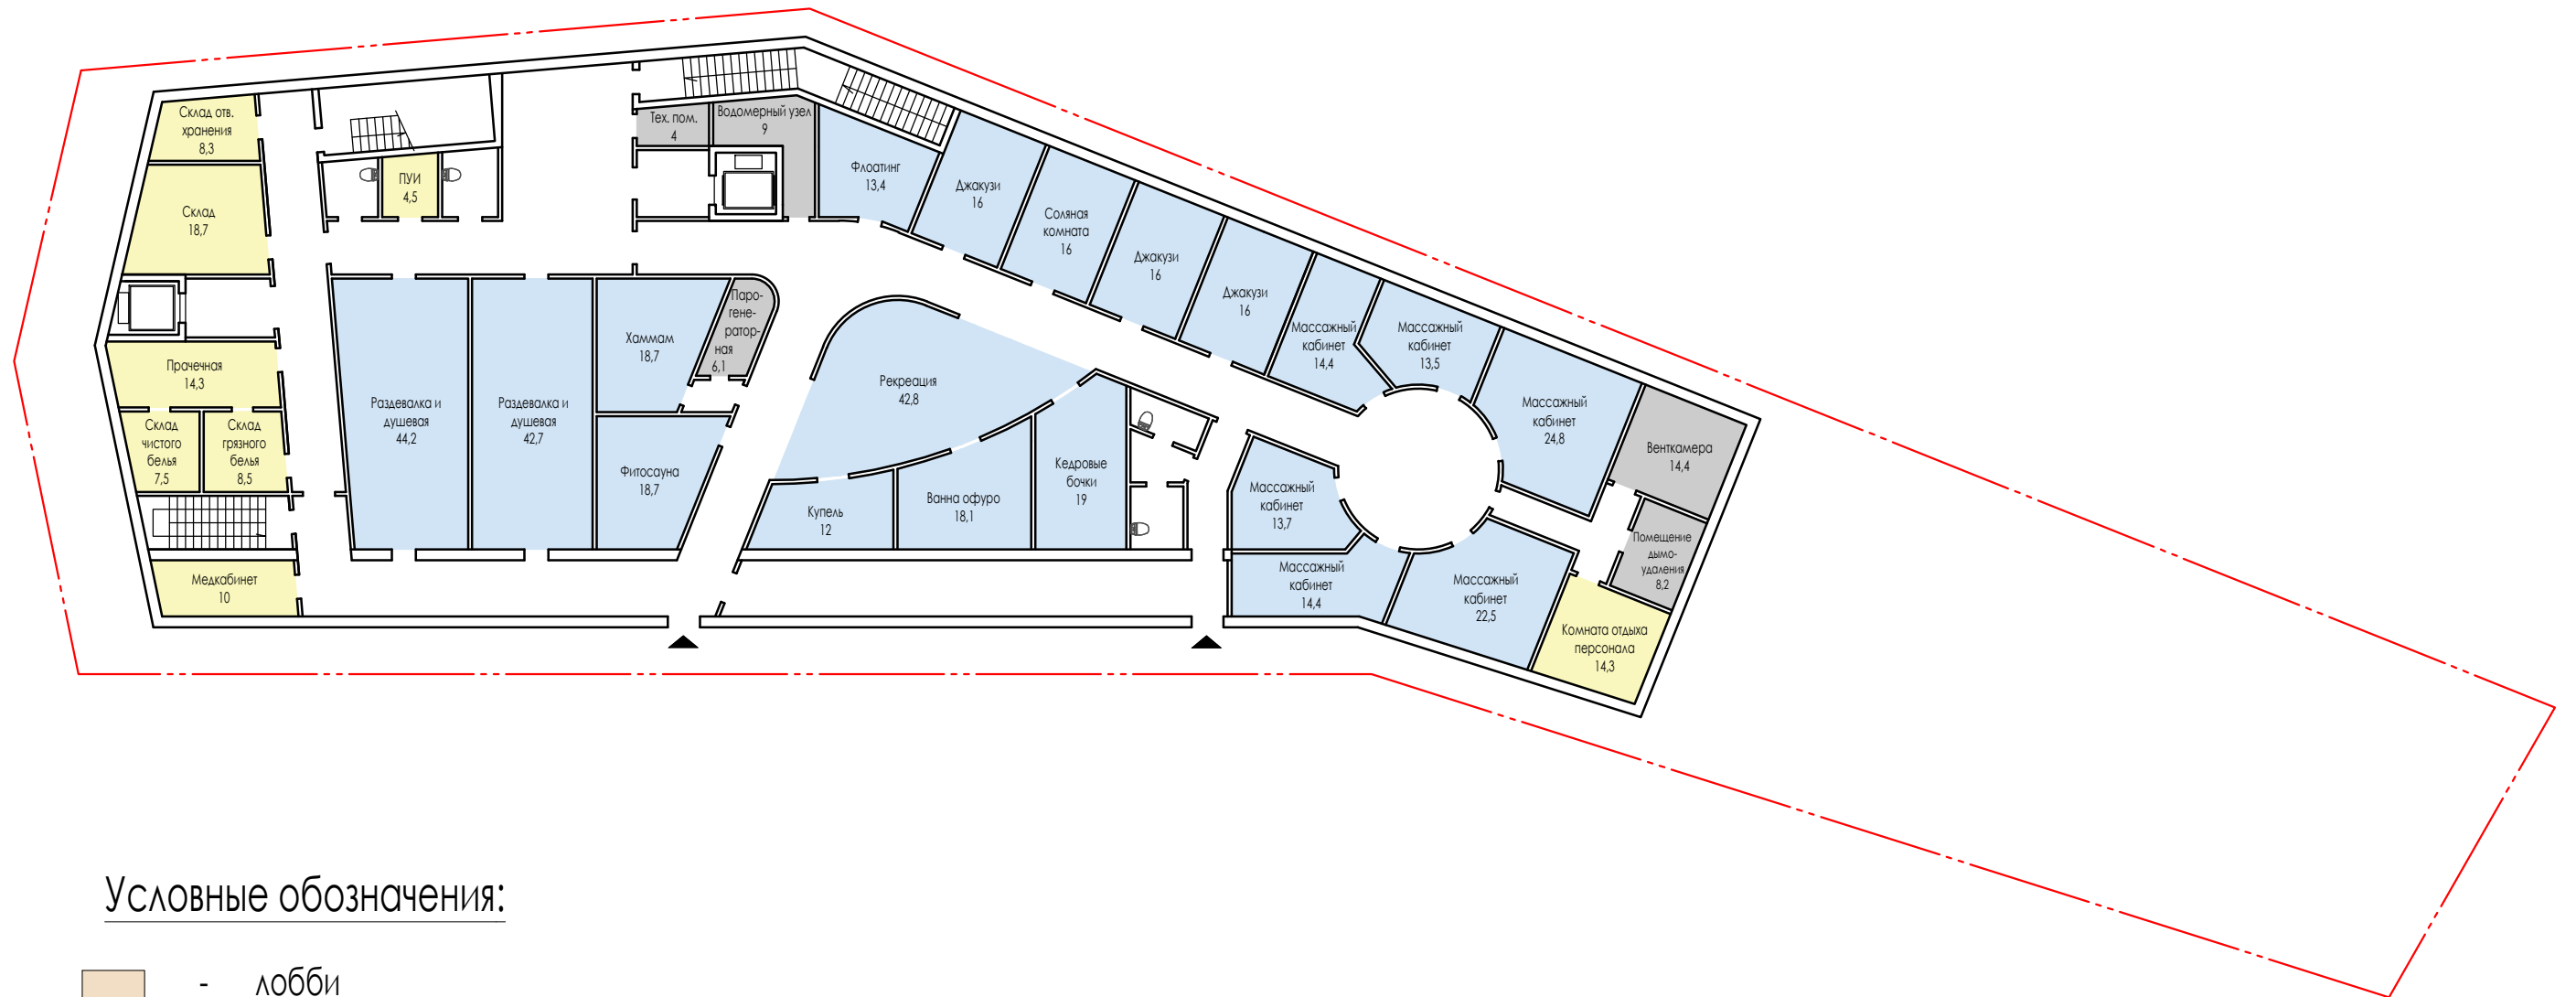 Склад отв.
хранения
8,3
Склад
18,7
ПУИ
4,5
Тех. пом.
4
Водомерный узел
9
Флоатинг
13,4
Джакузи
16
Соляная
комната
16
Джакузи
16
Джакузи
16
Массажный
кабинет
14,4
Массажный
кабинет
13,5
Массажный
кабинет
24,8
Венткамера
14,4
Прачечная
14,3
Склад
чистого
белья
7,5
Склад
грязного
белья
8,5
Раздевалка и
душевая
44,2
Раздевалка и
душевая
42,7
Хаммам
18,7
Паро-
гене-
ратор-
ная
6,1
Фитосауна
18,7
Рекреация
42,8
Купель
12
Ванна офуро
18,1
Кедровые
бочки
19
Массажный
кабинет
13,7
Массажный
кабинет
14,4
Массажный
кабинет
22,5
Помещение
дымо-
удаления
8,2
Комната отдыха
персонала
14,3
Медкабинет
10
Условные обозначения:
- лобби